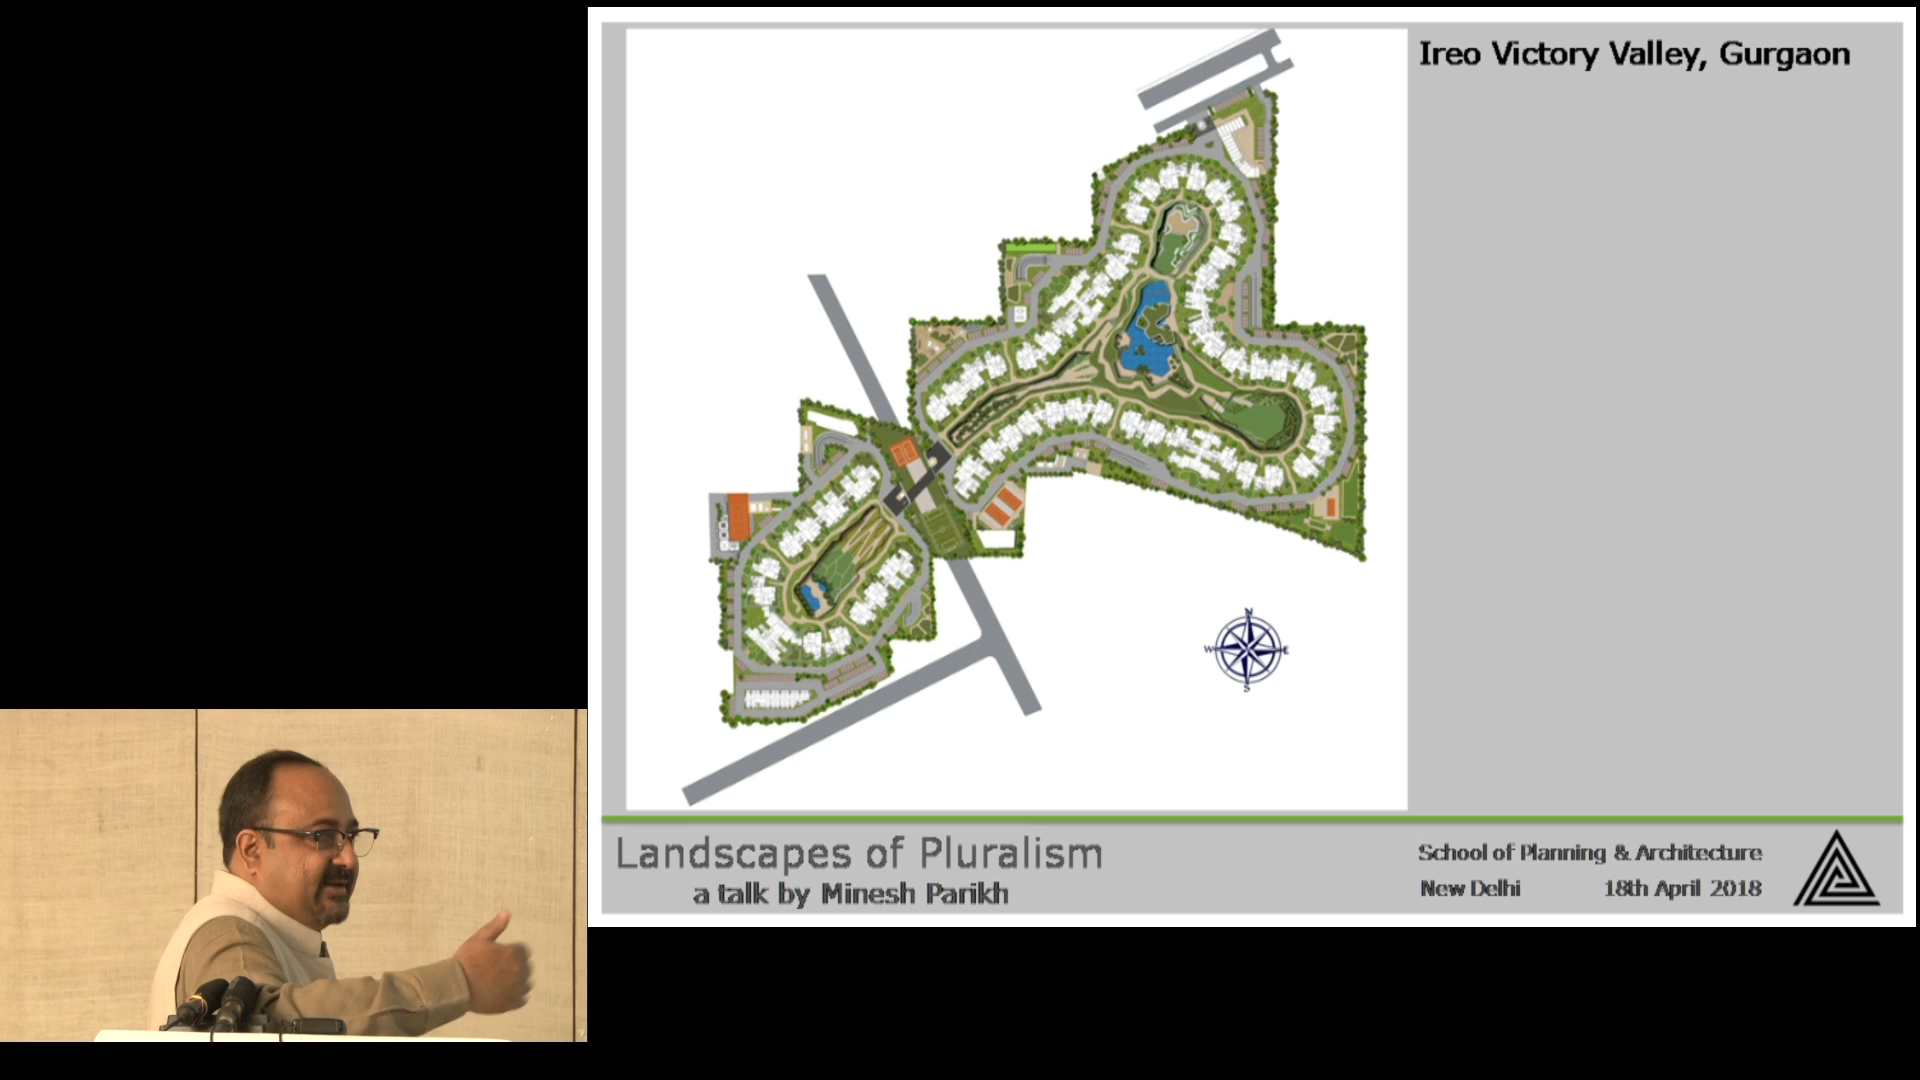 Ireo Victory Valley, Gurgaon
N
W E
S
Landscapes of Pluralism
a talk by Minesh Parikh
School of Planning & Architecture
New Delhi 18th April 2018